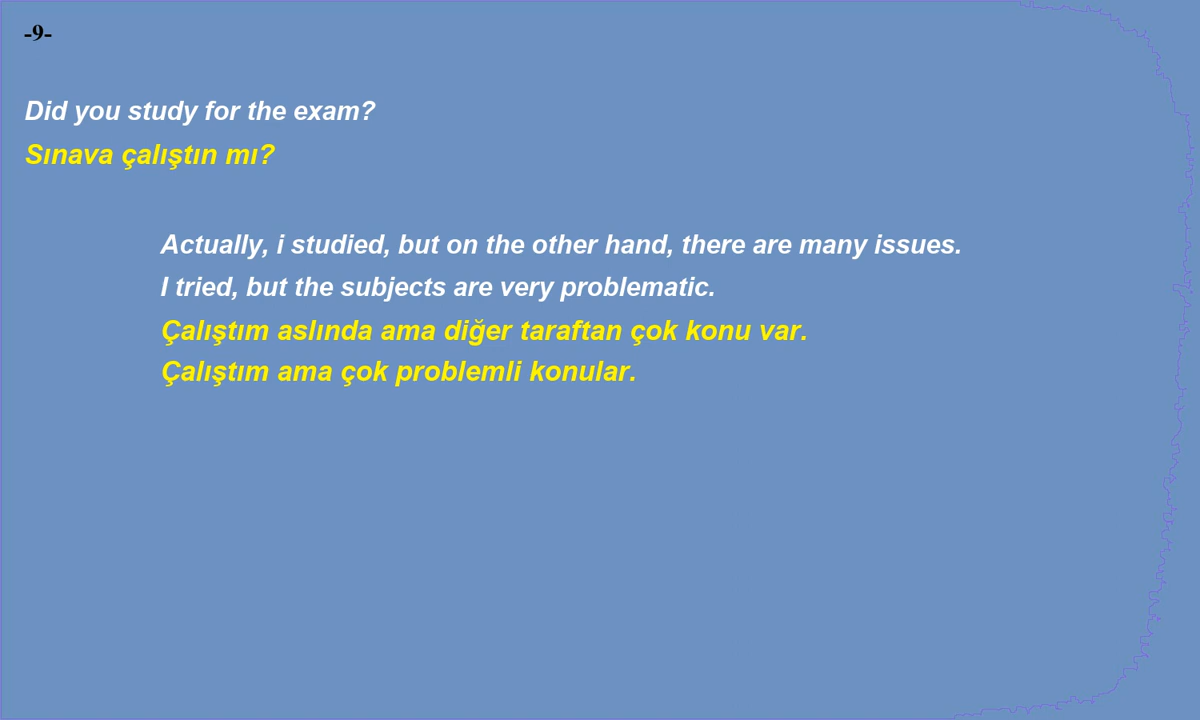 -9-
Did you study for the exam?
Sınava çalıştın mı?
Actually, i studied, but on the other hand, there are many issues.
I tried, but the subjects are very problematic.
Çalıştım aslında ama diğer taraftan çok konu var.
Çalıştım ama çok problemli konular.